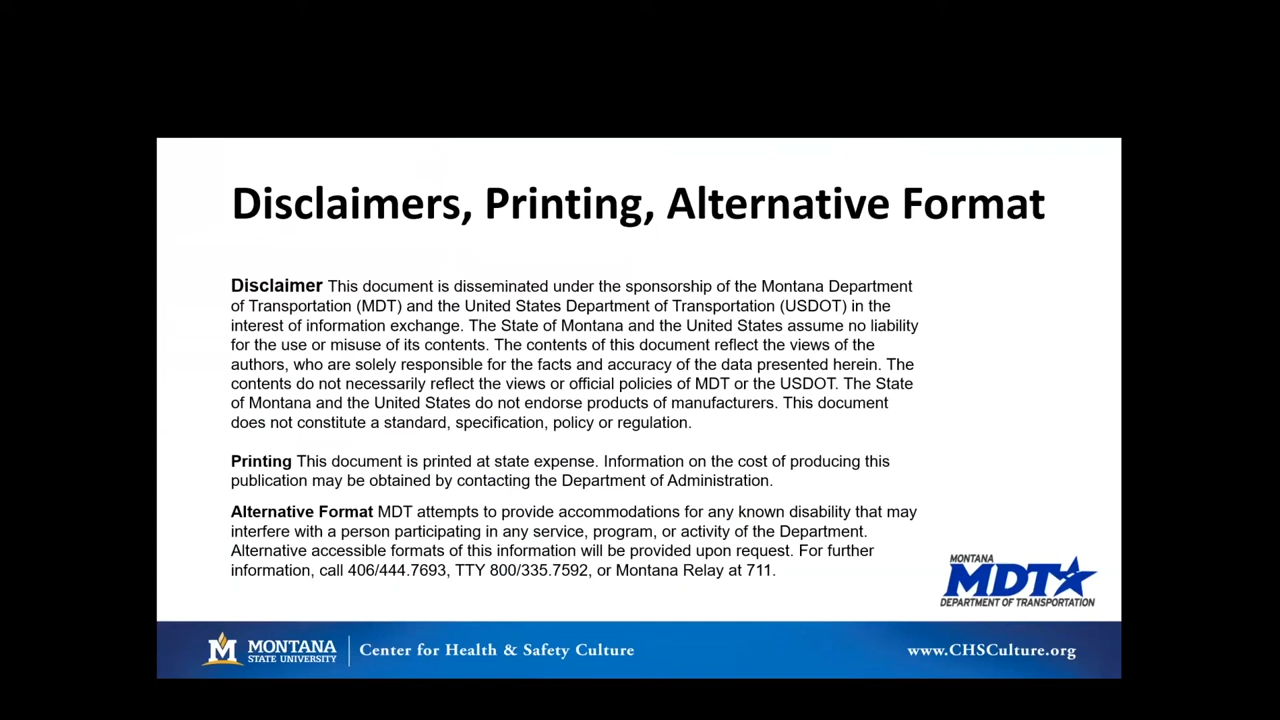 Disclaimers, Printing, Alternative Format
Disclaimer This document is disseminated under the sponsorship of the Montana Department
of Transportation (MDT) and the United States Department of Transportation (USDOT) in the
interest of information exchange. The State of Montana and the United States assume no liability
for the use or misuse of its contents. The contents of this document reflect the views of the
authors, who are solely responsible for the facts and accuracy of the data presented herein. The
contents do not necessarily reflect the views or official policies of MDT or the USDOT. The State
of Montana and the United States do not endorse products of manufacturers. This document
does not constitute a standard, specification, policy or regulation.
Printing This document is printed at state expense. Information on the cost of producing this
publication may be obtained by contacting the Department of Administration.
Alternative Format MDT attempts to provide accommodations for any known disability that may
interfere with a person participating in any service, program, or activity of the Department.
Alternative accessible formats of this information will be provided upon request. For further
information, call 406/444.7693, TTY 800/335.7592, or Montana Relay at 711.
MONTANA
MDT
DEPARTMENT OF TRANSPORTATION
M
MONTANA
STATE UNIVERSITY
Center for Health & Safety Culture
www.CHSCulture.org